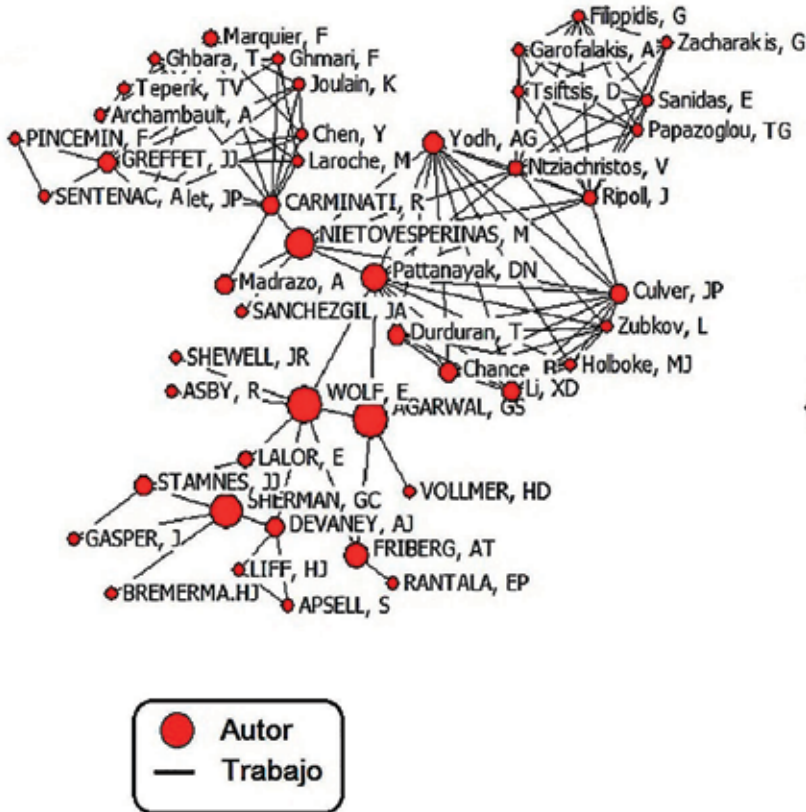 Filippidis, G
Marquier, F
Garofalakis, A
Zacharakis, G
Ghbara, T
Ghmari, F
Teperik, TV
Joulain, K
Tsiftsis, D
Sanidas, E
Archambault, A
Papazoglou, TG
PINCEMIN, F
Chen, Y
Yodh, AG
GREFFET, JJ
Laroche, M
Ntziachristos, V
SENTENAC, A
let, JP
CARMINATI, R
Ripoll, J
NIETOVESPERINAS, M
Pattanayak, DN
Madrazo, A
Culver, JP
SANCHEZGIL, JA
Durduran, T
Zubkov, L
SHEWELL, JR
Chance, B
Holboke, MJ
ASBY, R
WOLF, E
Li, XD
AGARWAL, GS
LALOR, E
STAMNES, JJ
VOLLMER, HD
SHERMAN, GC
DEVANEY, AJ
GASPER, J
FRIBERG, AT
LIFF, HJ
RANTALA, EP
BREMERMA.HJ
APSELL, S
Autor
Trabajo